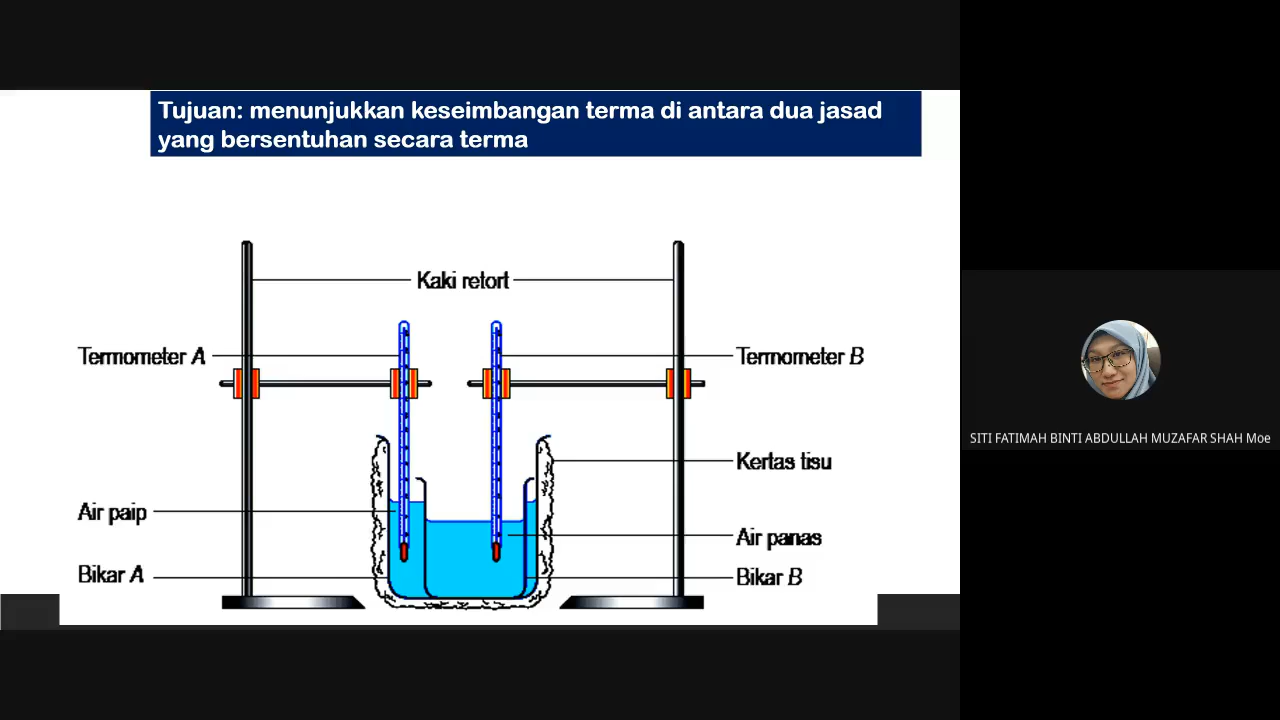 Tujuan: menunjukkan keseimbangan terma di antara dua jasad
yang bersentuhan secara terma
Kaki retort
Termometer A
Termometer B
Kertas tisu
Air paip
Air panas
Bikar A
Bikar B
SITI FATIMAH BINTI ABDULLAH MUZAFAR SHAH Moe